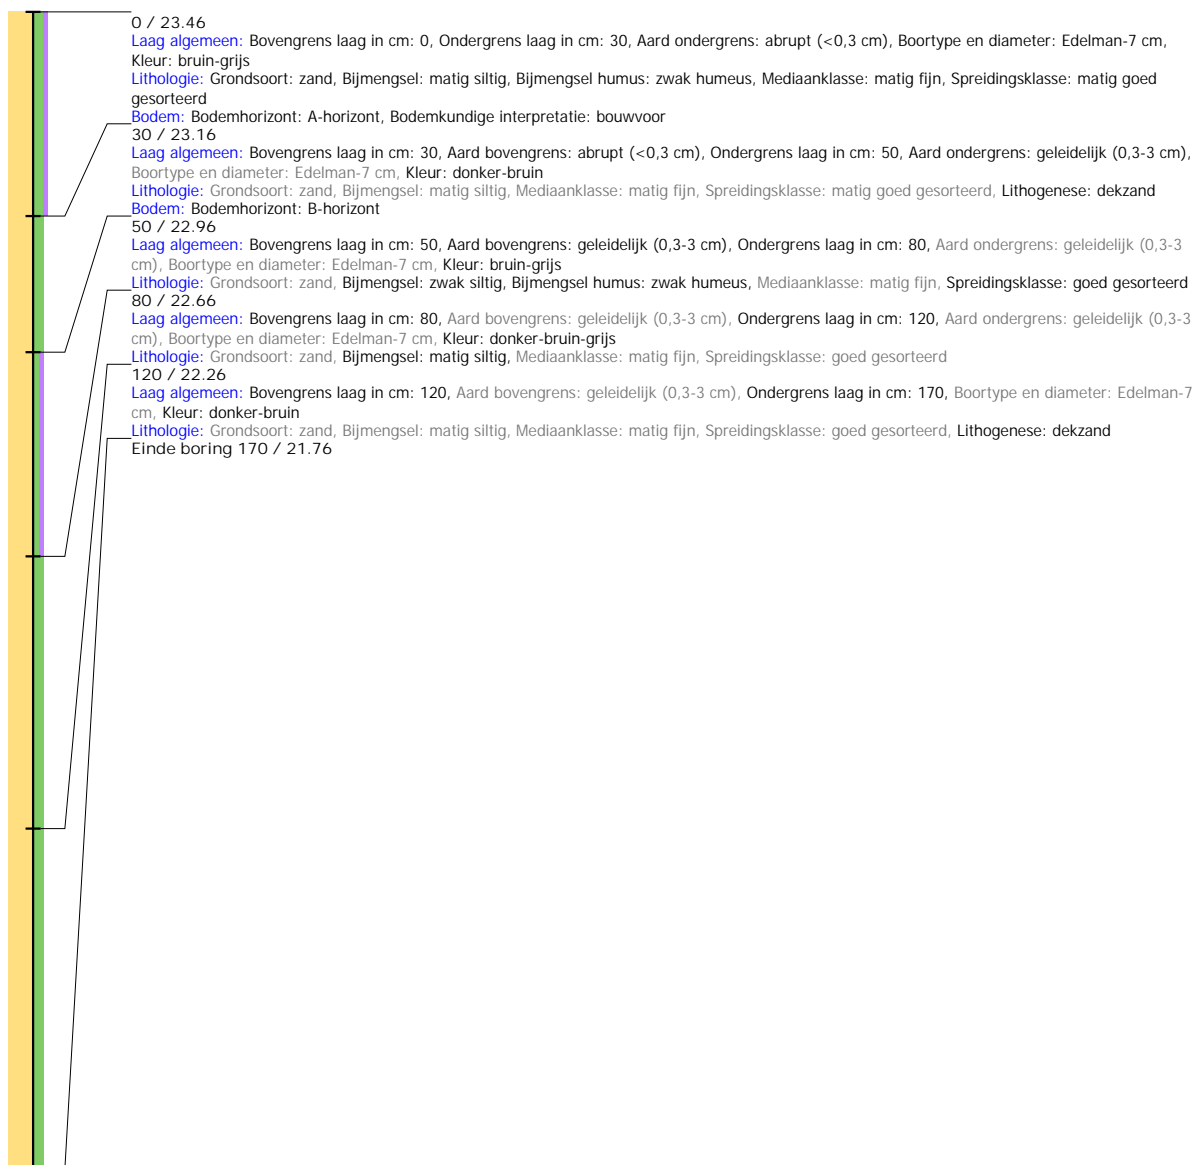 0 / 23.46
Laag algemeen: Bovengrens laag in cm: 0, Ondergrens laag in cm: 30, Aard ondergrens: abrupt (<0,3 cm), Boortype en diameter: Edelman-7 cm,
Kleur: bruin-grijs
Lithologie: Grondsoort: zand, Bijmengsel: matig siltig, Bijmengsel humus: zwak humeus, Mediaanklasse: matig fijn, Spreidingsklasse: matig goed
gesorteerd
Bodem: Bodemhorizont: A-horizont, Bodemkundige interpretatie: bouwvoor
30 / 23.16
Laag algemeen: Bovengrens laag in cm: 30, Aard bovengrens: abrupt (<0,3 cm), Ondergrens laag in cm: 50, Aard ondergrens: geleidelijk (0,3-3 cm),
Boortype en diameter: Edelman-7 cm, Kleur: donker-bruin
Lithologie: Grondsoort: zand, Bijmengsel: matig siltig, Mediaanklasse: matig fijn, Spreidingsklasse: matig goed gesorteerd, Lithogenese: dekzand
Bodem: Bodemhorizont: B-horizont
50 / 22.96
Laag algemeen: Bovengrens laag in cm: 50, Aard bovengrens: geleidelijk (0,3-3 cm), Ondergrens laag in cm: 80, Aard ondergrens: geleidelijk (0,3-3
cm), Boortype en diameter: Edelman-7 cm, Kleur: bruin-grijs
Lithologie: Grondsoort: zand, Bijmengsel: zwak siltig, Bijmengsel humus: zwak humeus, Mediaanklasse: matig fijn, Spreidingsklasse: goed gesorteerd
80 / 22.66
Laag algemeen: Bovengrens laag in cm: 80, Aard bovengrens: geleidelijk (0,3-3 cm), Ondergrens laag in cm: 120, Aard ondergrens: geleidelijk (0,3-3
cm), Boortype en diameter: Edelman-7 cm, Kleur: donker-bruin-grijs
Lithologie: Grondsoort: zand, Bijmengsel: matig siltig, Mediaanklasse: matig fijn, Spreidingsklasse: goed gesorteerd
120 / 22.26
Laag algemeen: Bovengrens laag in cm: 120, Aard bovengrens: geleidelijk (0,3-3 cm), Ondergrens laag in cm: 170, Boortype en diameter: Edelman-7
cm, Kleur: donker-bruin
Lithologie: Grondsoort: zand, Bijmengsel: matig siltig, Mediaanklasse: matig fijn, Spreidingsklasse: goed gesorteerd, Lithogenese: dekzand
Einde boring 170 / 21.76